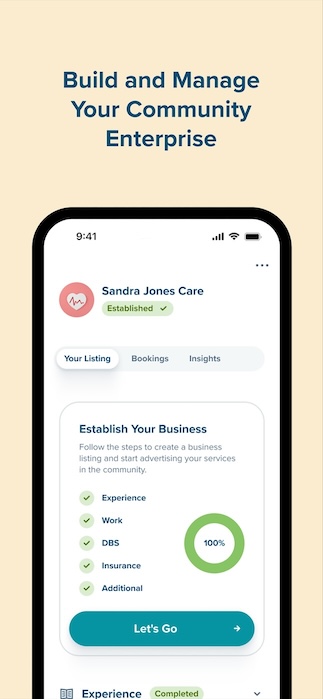 Build and Manage
Your Community
Enterprise
9:41
Sandra Jones Care
Established
Your Listing
Bookings
Insights
Establish Your Business
Follow the steps to create a business
listing and start advertising your services
in the community.
Experience
Work
DBS
Insurance
Additional
100%
Let's Go
Experience
Completed